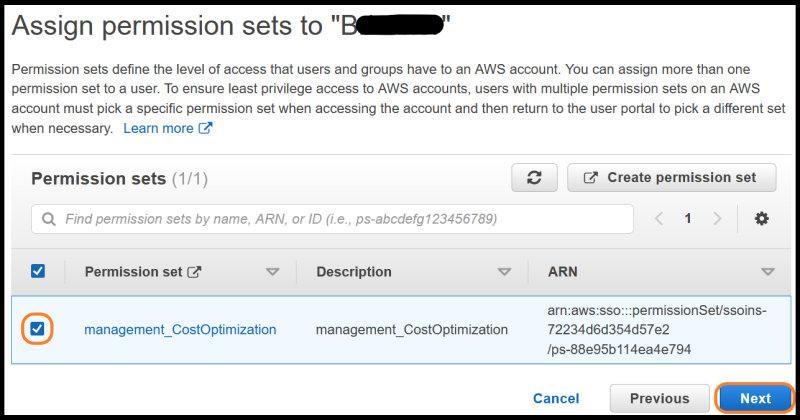 Assign permission sets to "B"
Permission sets define the level of access that users and groups have to an AWS account. You can assign more than one
permission set to a user. To ensure least privilege access to AWS accounts, users with multiple permission sets on an AWS
account must pick a specific permission set when accessing the account and then return to the user portal to pick a different set
when necessary. Learn more
Permission sets (1/1)
Create permission set
Find permission sets by name, ARN, or ID (i.e., ps-abcdefg123456789)
1
Permission set
Description
ARN
management_CostOptimization
management_CostOptimization
arn:aws:sso:::permissionSet/ssoins-
72234d6d354d57e2
/ps-88e95b114ea4e794
Cancel
Previous
Next